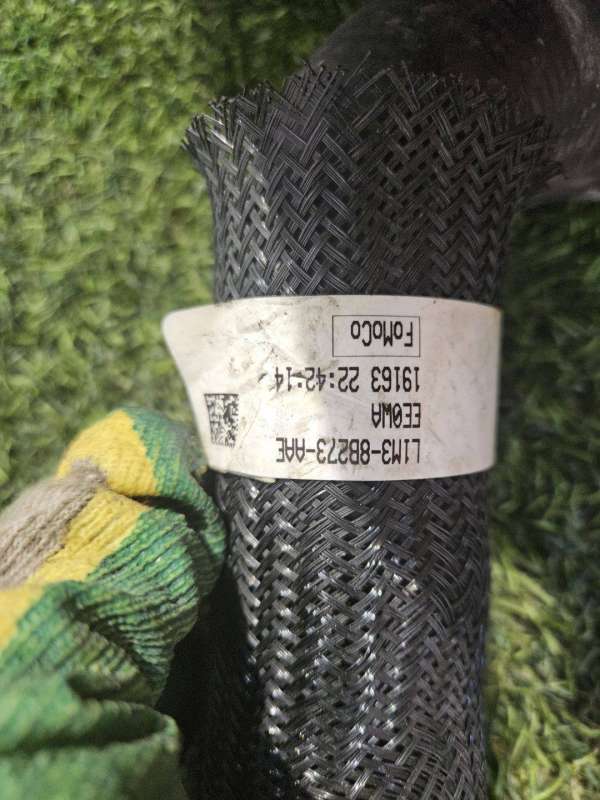 L1M3-8B273-AAE
EE0WA
19163 22:42:14
FoMoCo